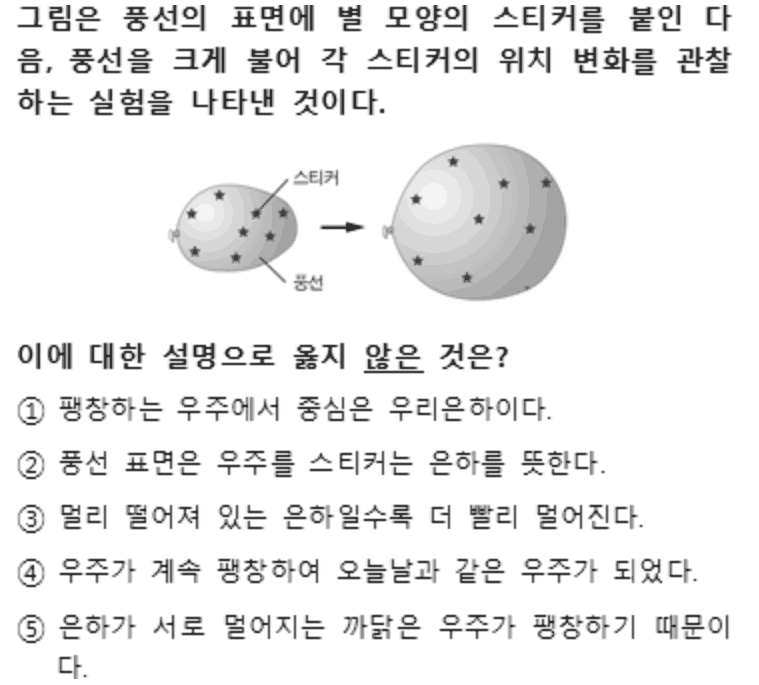 그림은 풍선의 표면에 별 모양의 스티커를 붙인 다
음, 풍선을 크게 불어 각 스티커의 위치 변화를 관찰
하는 실험을 나타낸 것이다.
스티커
풍선
이에 대한 설명으로 옳지 않은 것은?
① 팽창하는 우주에서 중심은 우리은하이다.
② 풍선 표면은 우주를 스티커는 은하를 뜻한다.
③ 멀리 떨어져 있는 은하일수록 더 빨리 멀어진다.
④ 우주가 계속 팽창하여 오늘날과 같은 우주가 되었다.
⑤ 은하가 서로 멀어지는 까닭은 우주가 팽창하기 때문이
다.